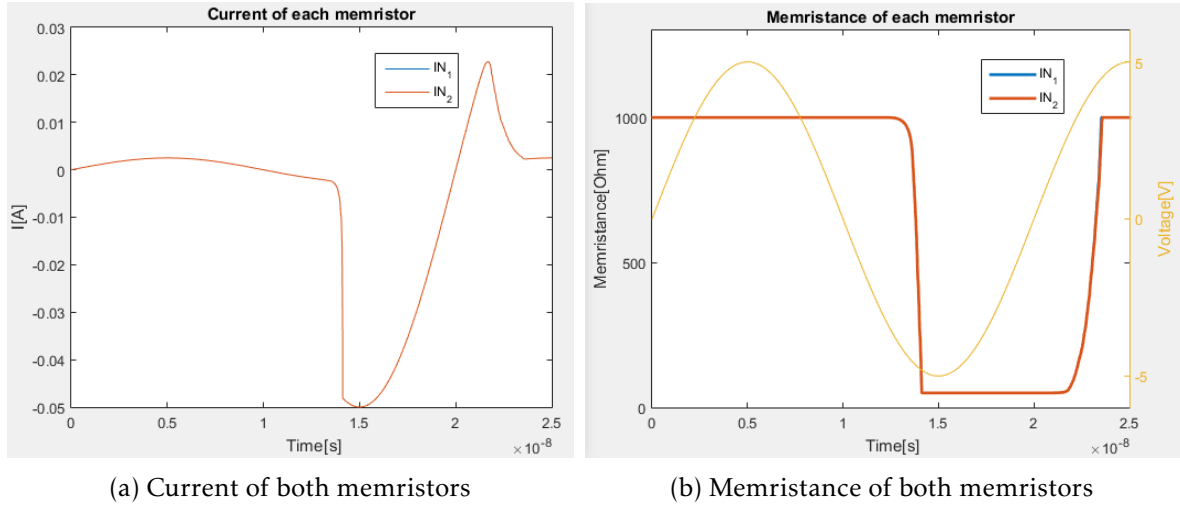 Current of each memristor
0.03
0.02
0.01
0
-0.01
-0.02
-0.03
-0.04
-0.05
I[A]
IN1
IN2
0
0.5
1
1.5
2
2.5
Time[s]
×10-8
(a) Current of both memristors
Memristance of each memristor
1000
500
0
Memristance[Ohm]
IN1
IN2
5
0
-5
Voltage[V]
0
0.5
1
1.5
2
2.5
Time[s]
×10-8
(b) Memristance of both memristors